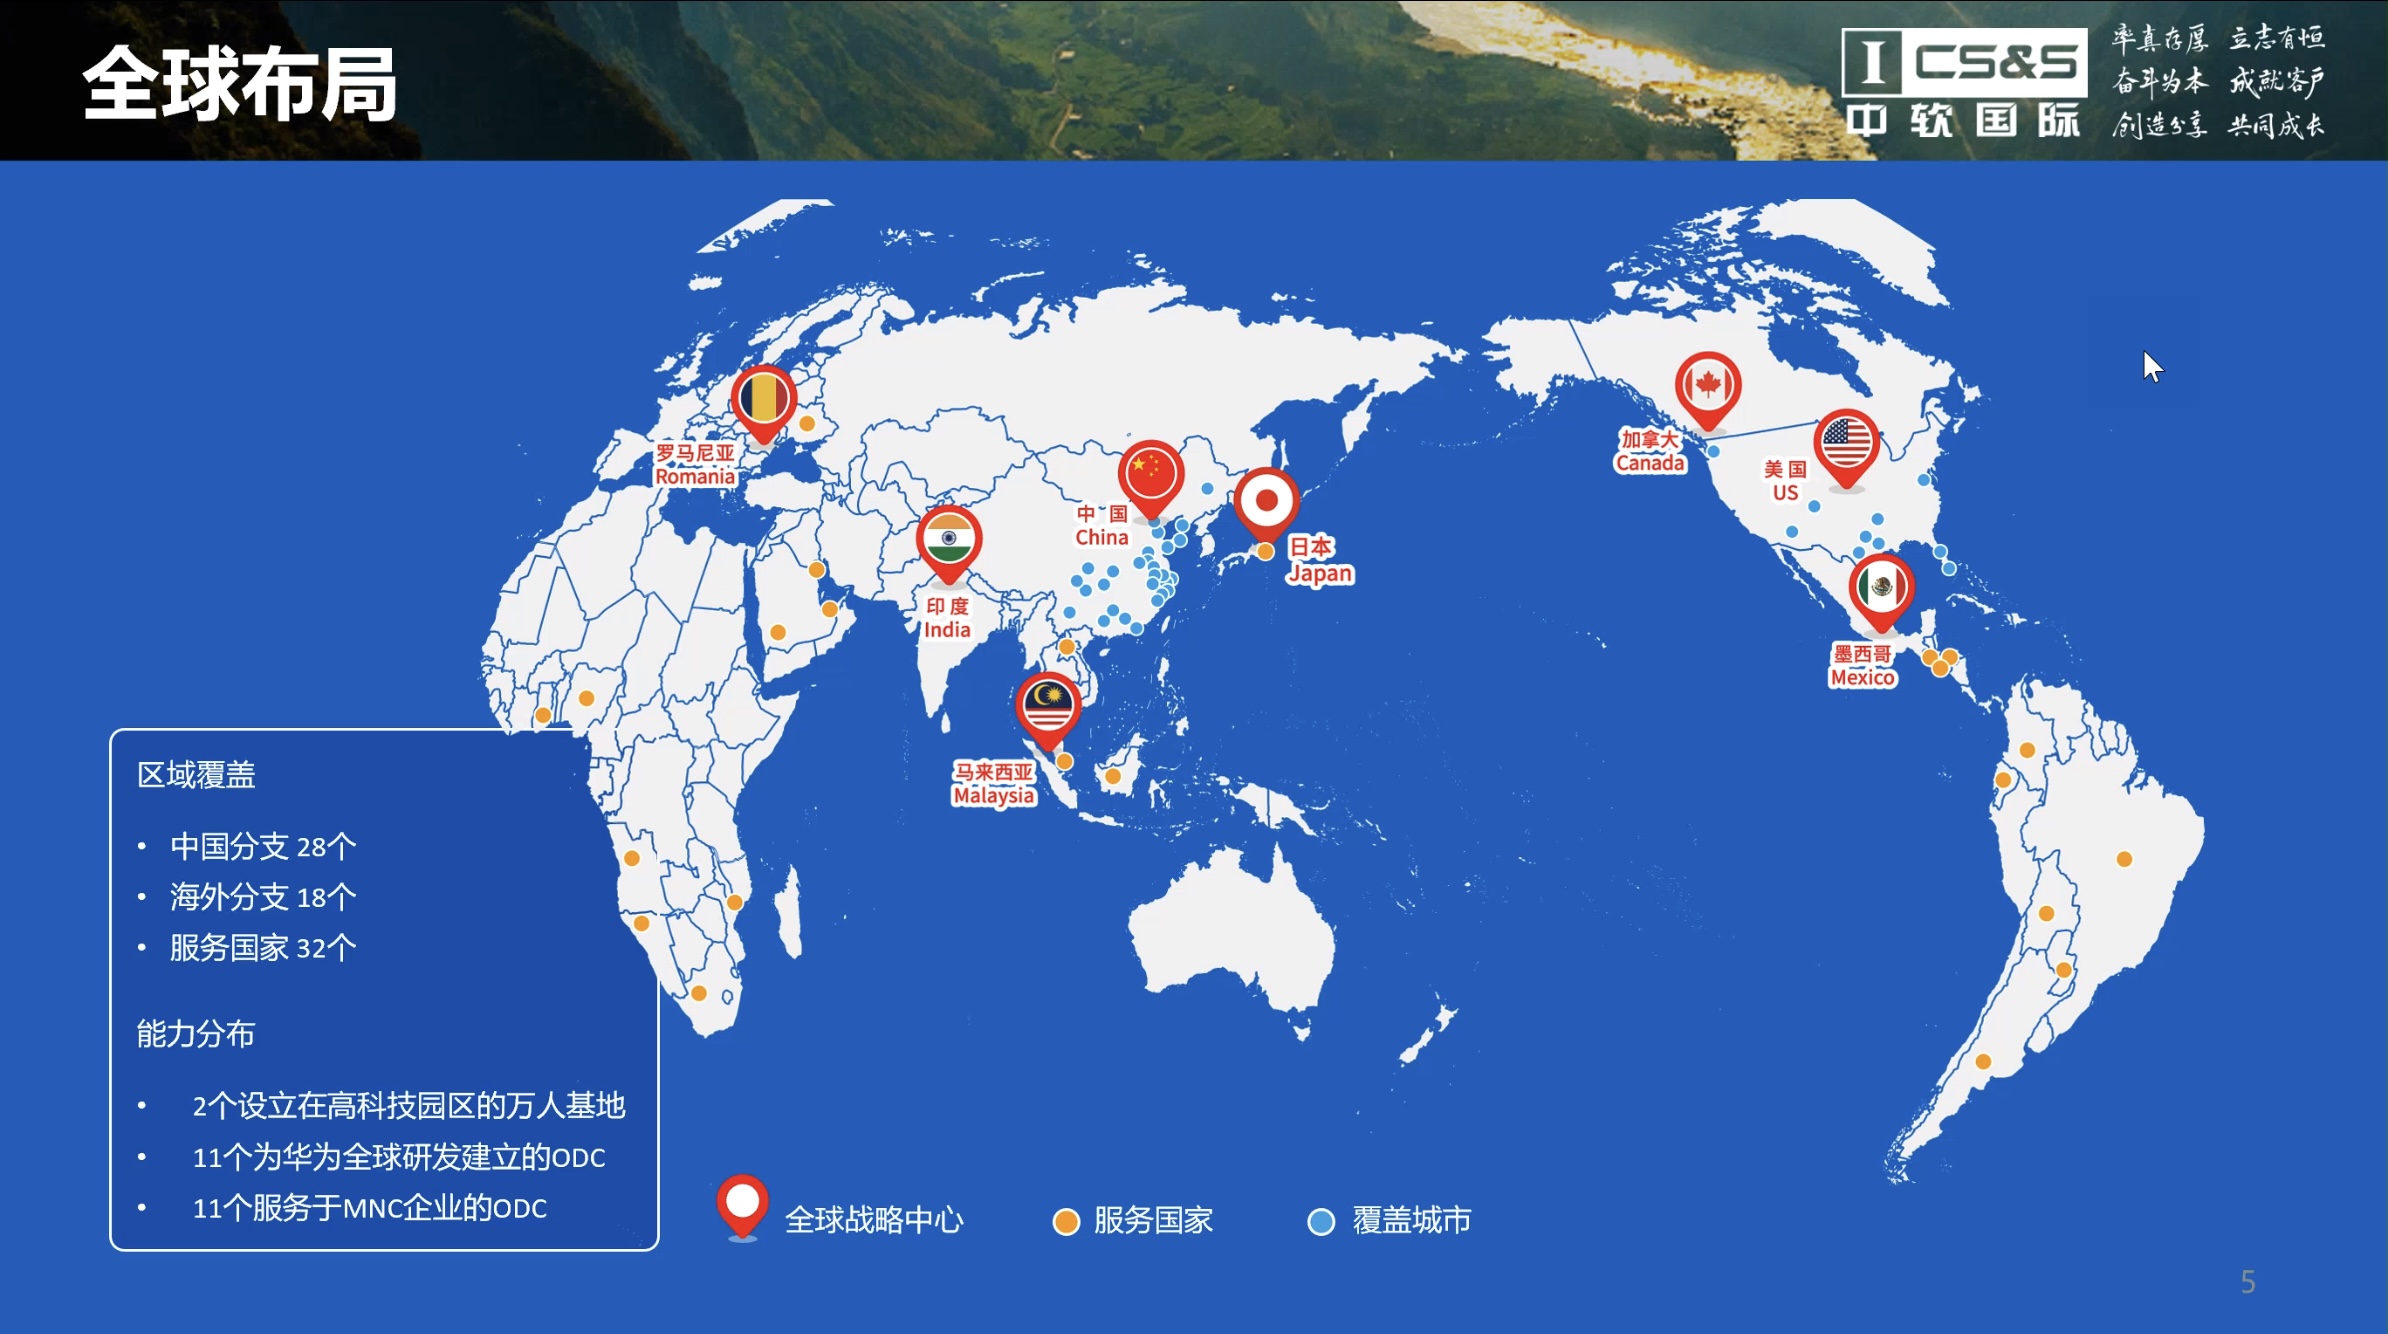 全球布局
I CS&S
中软国际
率真存厚 立志有恒
奋斗为本 成就客户
创造分享 共同成长
罗马尼亚
Romania
中 国
China
印 度
India
日本
Japan
马来西亚
Malaysia
加拿大
Canada
美 国
US
墨西哥
Mexico
区域覆盖
• 中国分支 28个
• 海外分支 18个
• 服务国家 32个
能力分布
• 2个设立在高科技园区的万人基地
• 11个为华为全球研发建立的ODC
• 11个服务于MNC企业的ODC
全球战略中心
服务国家
覆盖城市
5